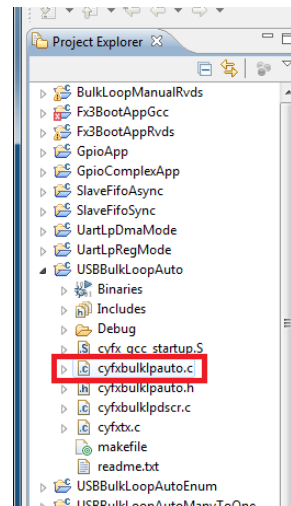 Project Explorer
BulkLoopManualRvds
Fx3BootAppGcc
Fx3BootAppRvds
GpioApp
GpioComplexApp
SlaveFifoAsync
SlaveFifoSync
UartLpDmaMode
UartLpRegMode
USBBulkLoopAuto
Binaries
Includes
Debug
cyfx_gcc_startup.S
cyfxbulklpauto.c
cyfxbulklpauto.h
cyfxbulklpdscr.c
cyfxtx.c
makefile
readme.txt
USBBulkLoopAutoEnum
USBBulkLoopAutoManyToOne